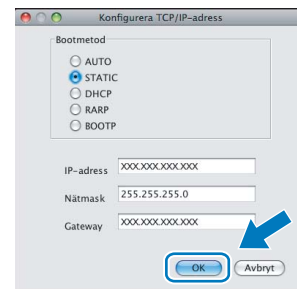 Konfigurera TCP/IP-adress
Bootmetod
AUTO
STATIC
DHCP
RARP
BOOTP
IP-adress XXX.XXX.XXX.XXX
Nätmask 255.255.255.0
Gateway XXX.XXX.XXX.XXX
OK Avbryt